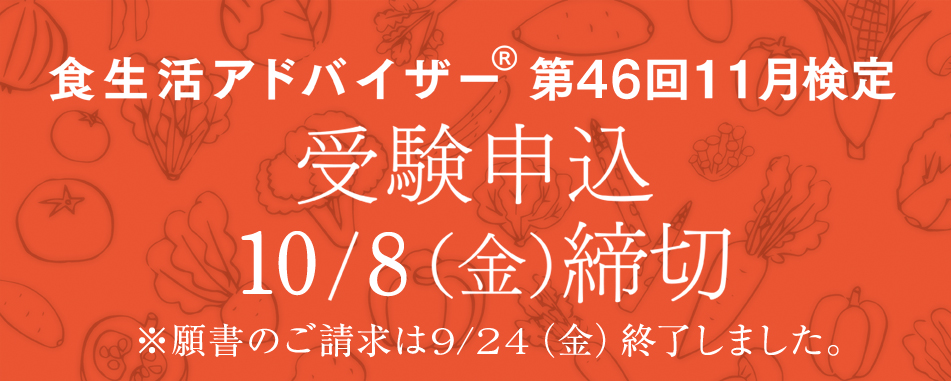 食生活アドバイザー® 第46回11月検定
受験申込
10/8(金)締切
※願書のご請求は9/24（金）終了しました。